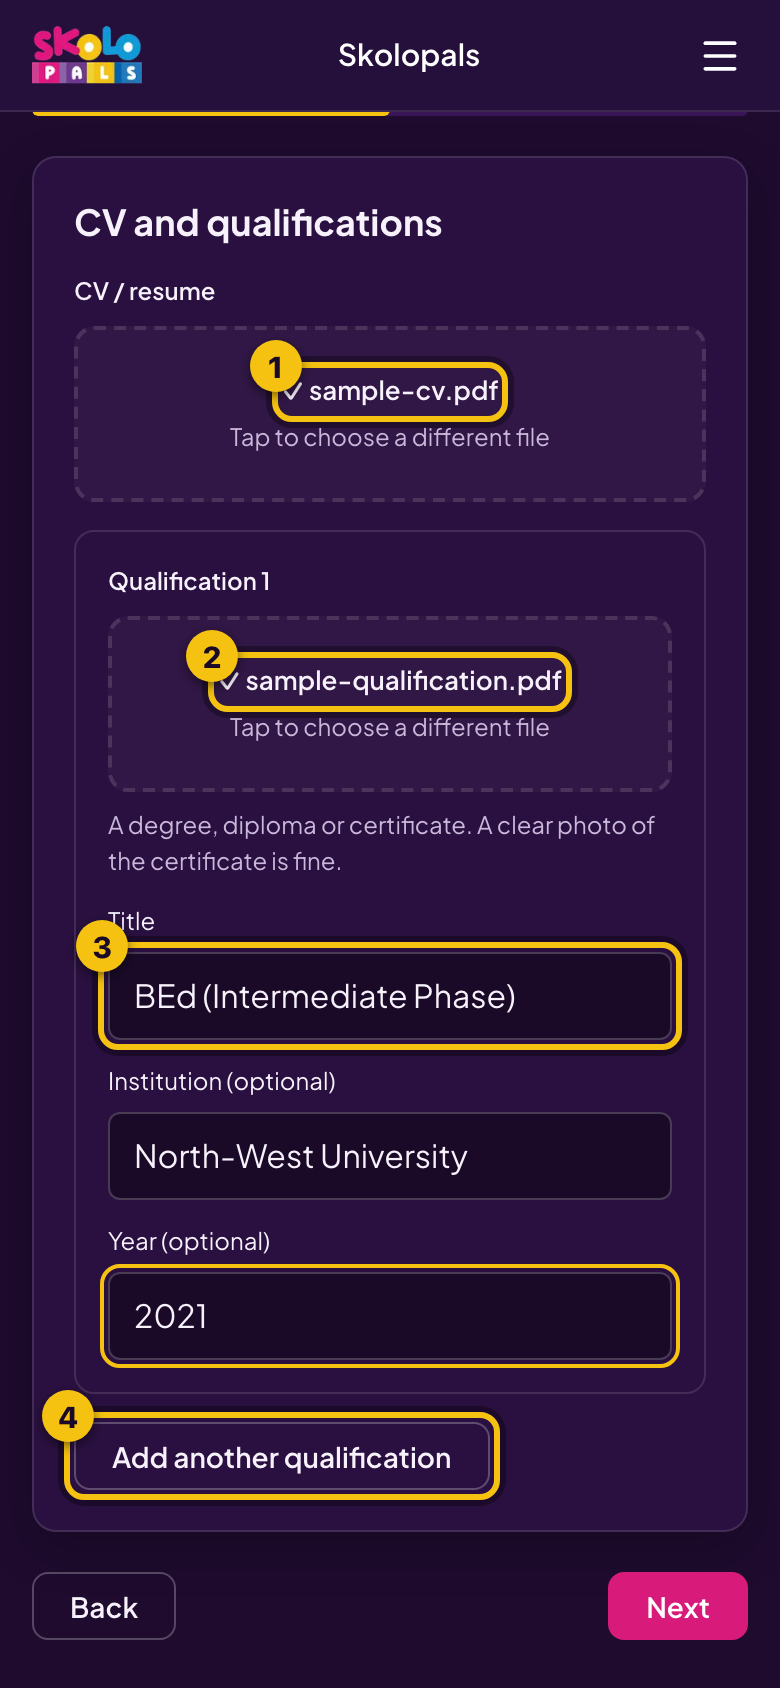 SKOLO
PALS
Skolopals
CV and qualifications
CV / resume
1
✓ sample-cv.pdf
Tap to choose a different file
Qualification 1
2
✓ sample-qualification.pdf
Tap to choose a different file
A degree, diploma or certificate. A clear photo of
the certificate is fine.
Title
3
BEd (Intermediate Phase)
Institution (optional)
North-West University
Year (optional)
2021
4
Add another qualification
Back
Next